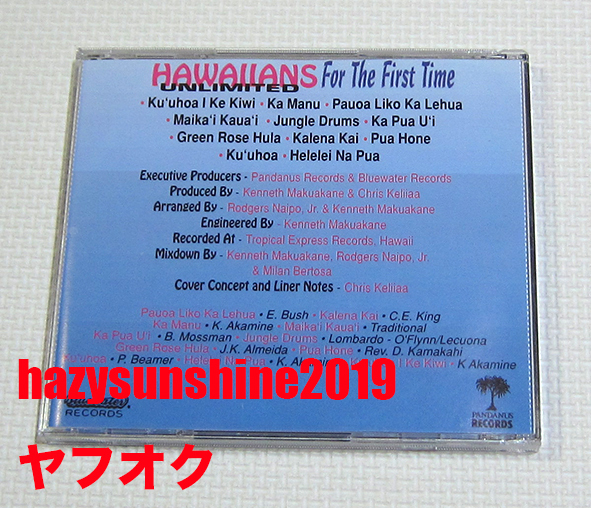 HAWAIIANS For The First Time
UNLIMITED
• Ku'uhoa I Ke Kiwi • Ka Manu • Pauoa Liko Ka Lehua
• Maika'i Kaua'i • Jungle Drums • Ka Pua U'i
• Green Rose Hula • Kalena Kai • Pua Hone
• Ku'uhoa • Helelei Na Pua
Executive Producers - Pandanus Records & Bluewater Records
Produced By - Kenneth Makuakane & Chris Keliiaa
Arranged By - Rodgers Naipo, Jr. & Kenneth Makuakane
Engineered By - Kenneth Makuakane
Recorded At - Tropical Express Records, Hawaii
Mixdown By - Kenneth Makuakane, Rodgers Naipo, Jr.
& Milan Bertosa
Cover Concept and Liner Notes - Chris Keliiaa
Pauoa Liko Ka Lehua • E. Bush • Kalena Kai • C.E. King
Ka Manu • K. Akamine • Maika'i Kaua'i • Traditional
Ka Pua U'i • B. Mossman • Jungle Drums • Lombardo - O'Flynn/Lecuona
Green Rose Hula • J.K. Almeida • Pua Hone • Rev. D. Kamakahi
Ku'uhoa • P. Beamer • Helelei Na Pua • K. I Ke Kiwi • K Akamine
hazysunshine2019
RECORDS
PANDANUS
RECORDS
ヤフオク